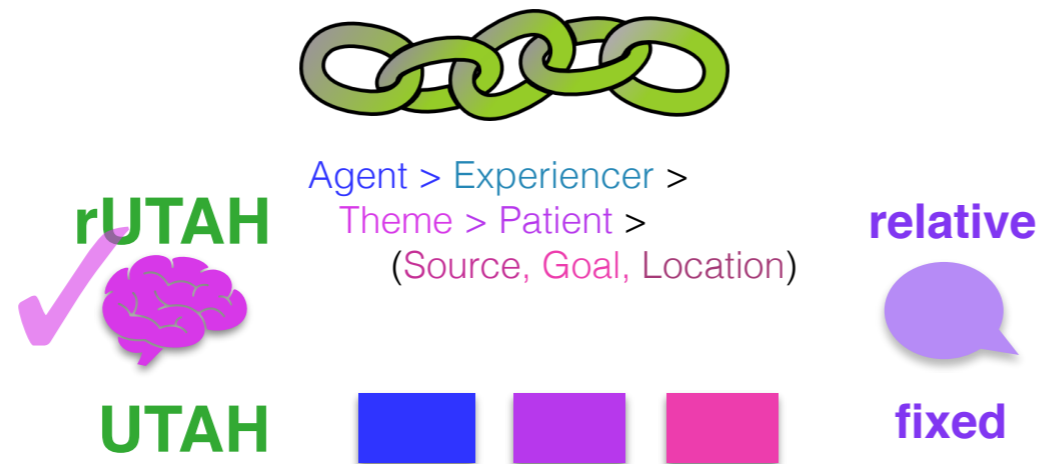 Agent > Experiencer >
rUTAH
Theme > Patient >
relative
(Source, Goal, Location)
UTAH
fixed